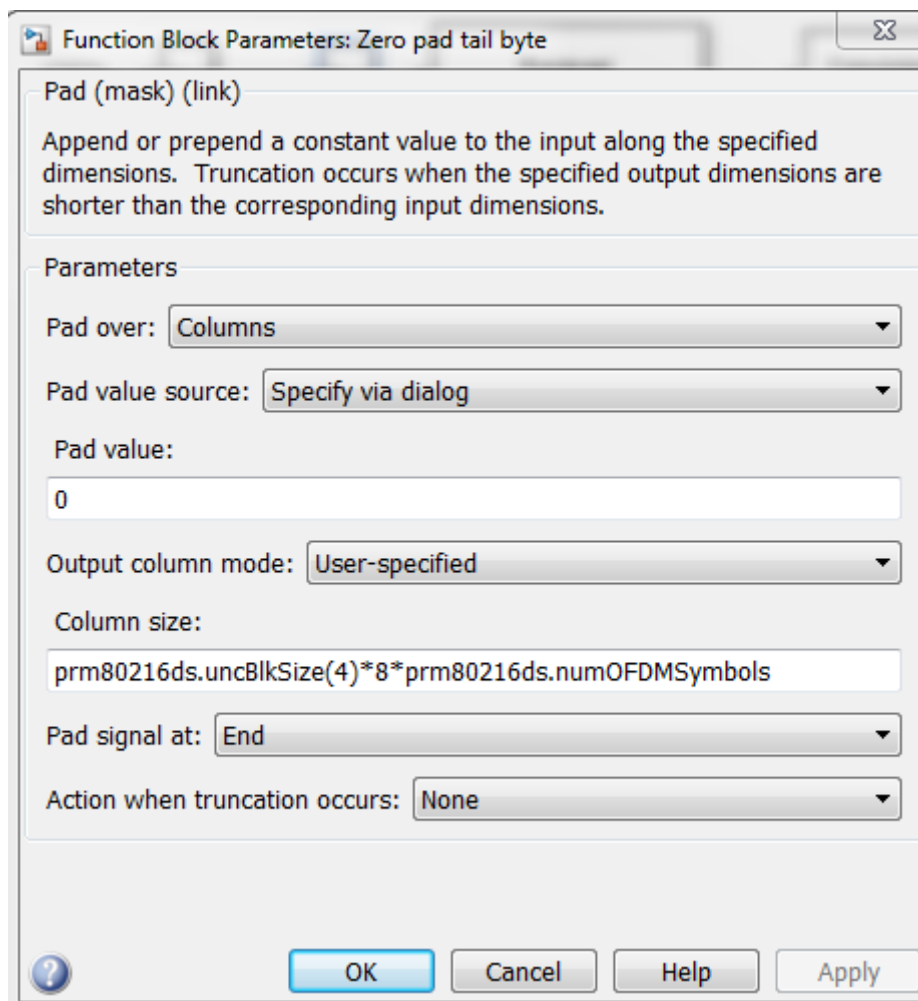 Function Block Parameters: Zero pad tail byte
Pad (mask) (link)
Append or prepend a constant value to the input along the specified
dimensions.  Truncation occurs when the specified output dimensions are
shorter than the corresponding input dimensions.
Parameters
Pad over: Columns
Pad value source: Specify via dialog
Pad value:
0
Output column mode: User-specified
Column size:
prm80216ds.uncBlkSize(4)*8*prm80216ds.numOFDMSymbols
Pad signal at: End
Action when truncation occurs: None
? OK Cancel Help Apply